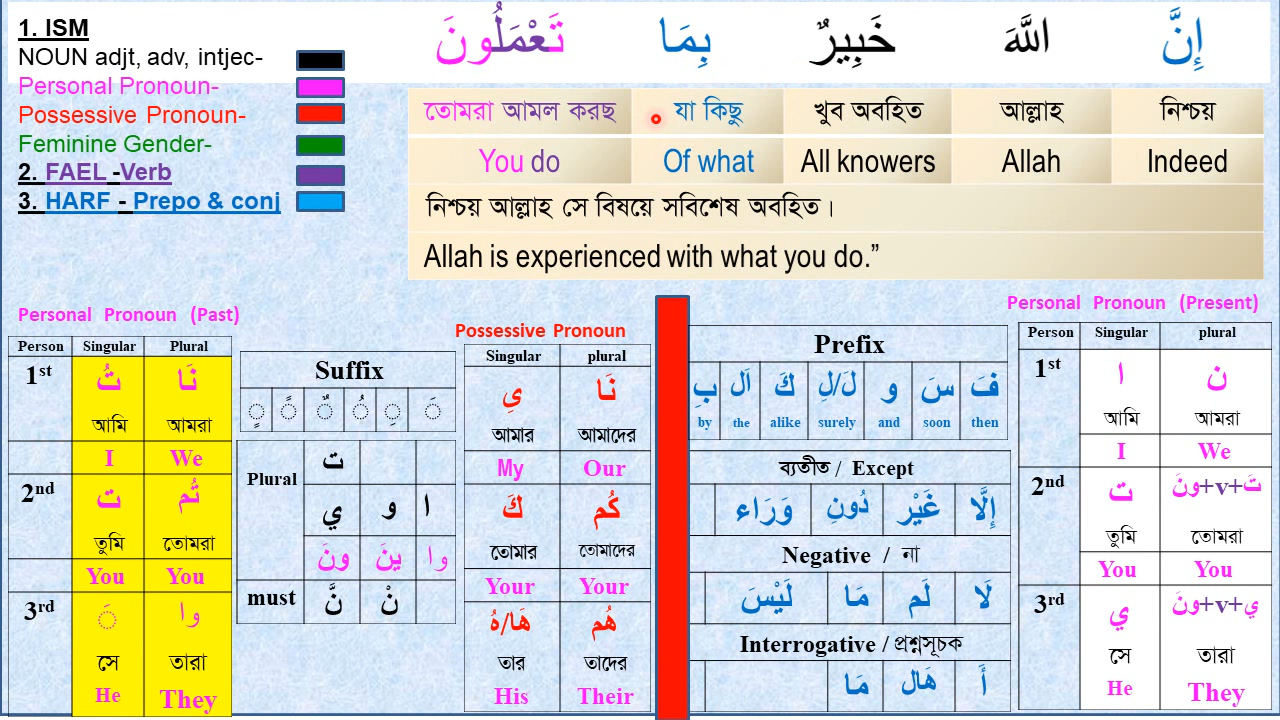 1. ISM
NOUN adjt, adv, intjec-
Personal Pronoun-
Possessive Pronoun-
Feminine Gender-
2. FAEL -Verb
3. HARF - Prepo & conj
إِنَّ اللَّهَ خَبِيرٌ بِمَا تَعْمَلُونَ
তোমরা আমল করছ যা কিছু খুব অবহিত আল্লাহ নিশ্চয়
You do Of what All knowers Allah Indeed
নিশ্চয় আল্লাহ সে বিষয়ে সবিশেষ অবহিত।
Allah is experienced with what you do.”
Personal Pronoun (Past)
Person Singular Plural
1st تُ نَا
আমি আমরা
I We
2nd ت تُم
তুমি তোমরা
You You
3rd َ وا
সে তারা
He They
Suffix
ٍ ً ٌ ُ ِ َ
Plural ت
ي و ا
ونَ ينَ وا
must نَّ نْ
Possessive Pronoun
Singular plural
يِ نَا
আমার আমাদের
My Our
كَ كُم
তোমার তোমাদের
Your Your
هَا/هُ هُم
তার তাদের
His Their
Prefix
بِ اَل كَ لَ/لِ و سَ فَ
by the alike surely and soon then
ব্যতীত / Except
وَرَاء دُونِ غَيْر إِلَّا
Negative / না
لَيْسَ مَا لَم لَا
Interrogative / প্রশ্নসূচক
مَا هَال أَ
Personal Pronoun (Present)
Person Singular plural
1st ا ن
আমি আমরা
I We
2nd ت تَ+v+ونَ
তুমি তোমরা
You You
3rd ي ي+v+ونَ
সে তারা
He They